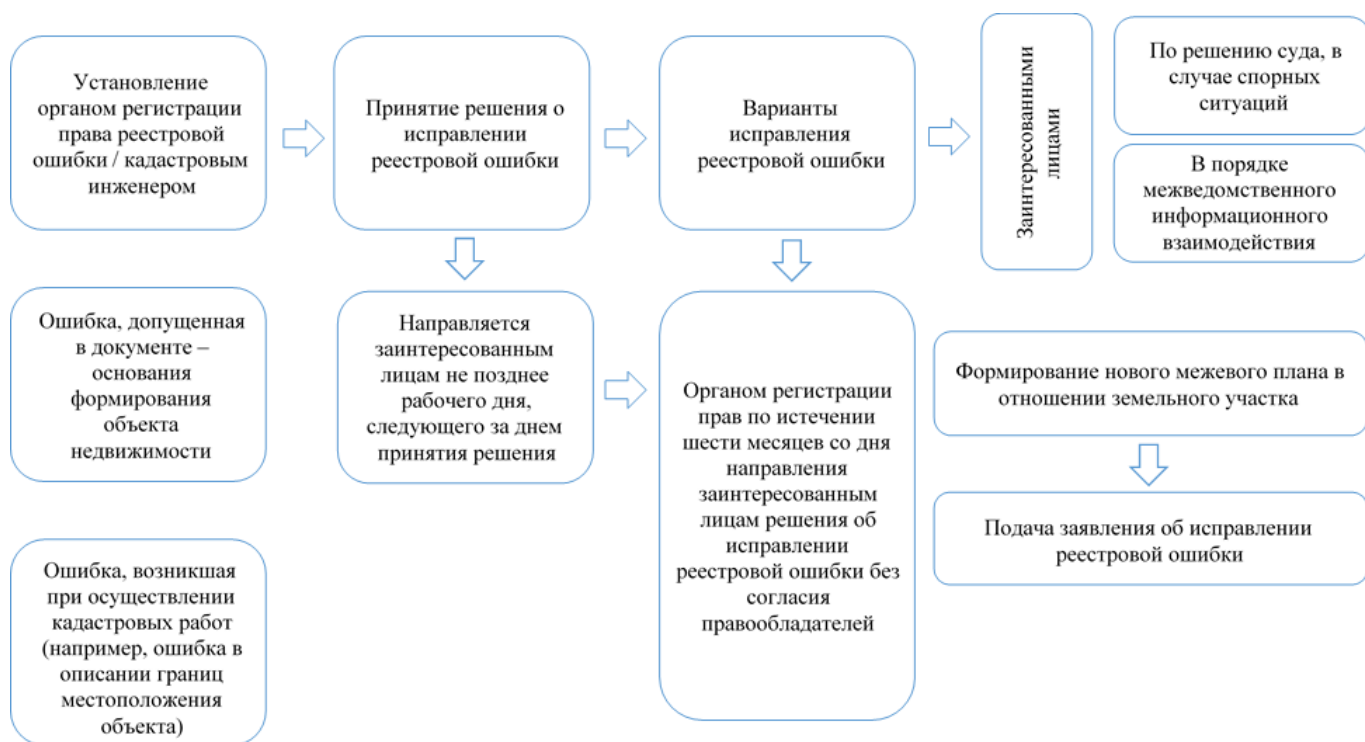 Установление
органом регистрации
права реестровой
ошибки / кадастровым
инженером
Принятие решения о
исправлении
реестровой ошибки
Варианты
исправления
реестровой ошибки
Заинтересованными
лицами
По решению суда, в
случае спорных
ситуаций
В порядке
межведомственного
информационного
взаимодействия
Ошибка, допущенная
в документе –
основания
формирования
объекта
недвижимости
Направляется
заинтересованным
лицам не позднее
рабочего дня,
следующего за днем
принятия решения
Органом регистрации
прав по истечении
шести месяцев со дня
направления
заинтересованным
лицам решения об
исправлении
реестровой ошибки без
согласия
правообладателей
Формирование нового межевого плана в
отношении земельного участка
Подача заявления об исправлении
реестровой ошибки
Ошибка, возникшая
при осуществлении
кадастровых работ
(например, ошибка в
описании границ
местоположения
объекта)